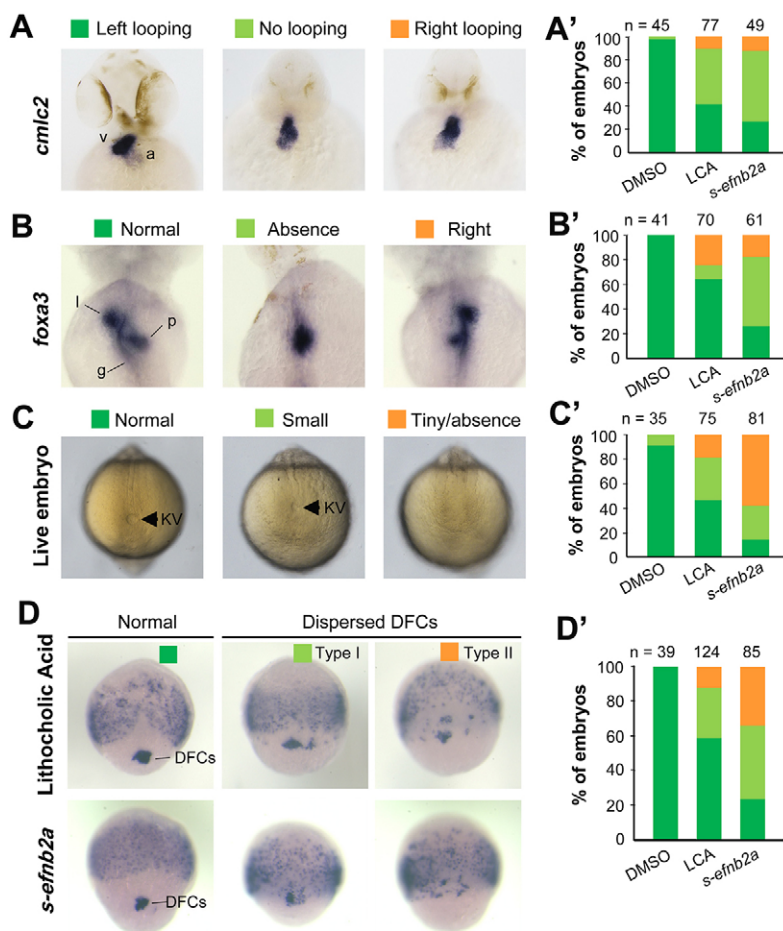 A
Left looping
No looping
Right looping
cmlc2
v
a
A'
n = 45 77 49
% of embryos
100
80
60
40
20
0
DMSO
LCA
s-efnb2a
B
Normal
Absence
Right
foxa3
l
p
g
B'
n = 41 70 61
% of embryos
100
80
60
40
20
0
DMSO
LCA
s-efnb2a
C
Normal
Small
Tiny/absence
Live embryo
KV
KV
C'
n = 35 75 81
% of embryos
100
80
60
40
20
0
DMSO
LCA
s-efnb2a
D
Normal
Dispersed DFCs
Type I
Type II
Lithocholic Acid
DFCs
s-efnb2a
DFCs
D'
n = 39 124 85
% of embryos
100
80
60
40
20
0
DMSO
LCA
s-efnb2a